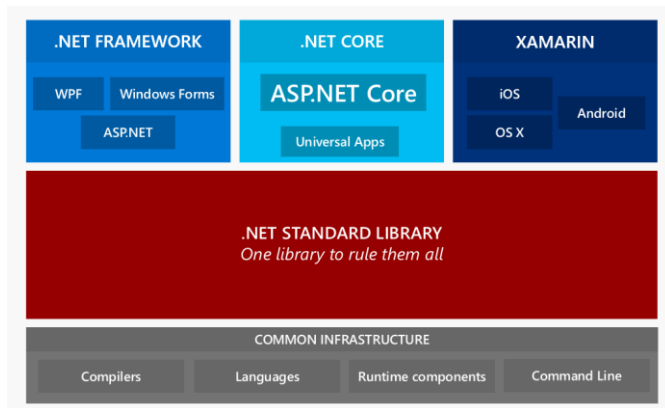 .NET FRAMEWORK
WPF
Windows Forms
ASP.NET
.NET CORE
ASP.NET Core
Universal Apps
XAMARIN
iOS
Android
OS X
.NET STANDARD LIBRARY
One library to rule them all
COMMON INFRASTRUCTURE
Compilers
Languages
Runtime components
Command Line